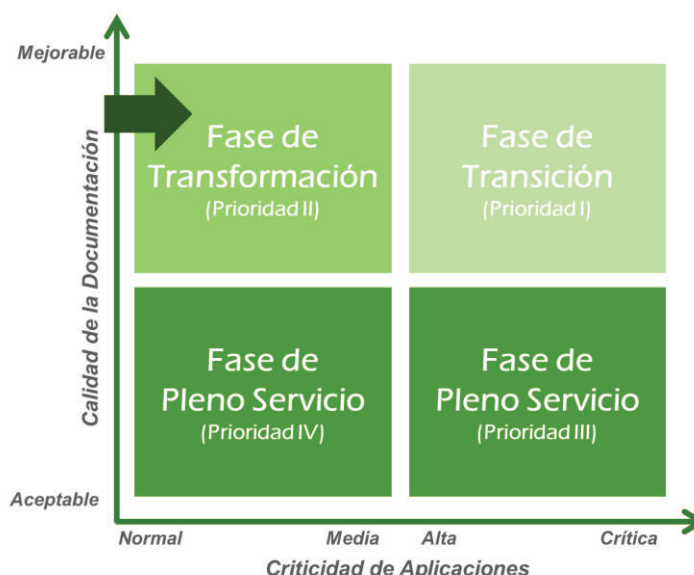 Mejorable
Calidad de la Documentación
Fase de
Transformación
(Prioridad II)
Fase de
Transición
(Prioridad I)
Fase de
Pleno Servicio
(Prioridad IV)
Fase de
Pleno Servicio
(Prioridad III)
Aceptable
Normal
Media
Alta
Crítica
Criticidad de Aplicaciones